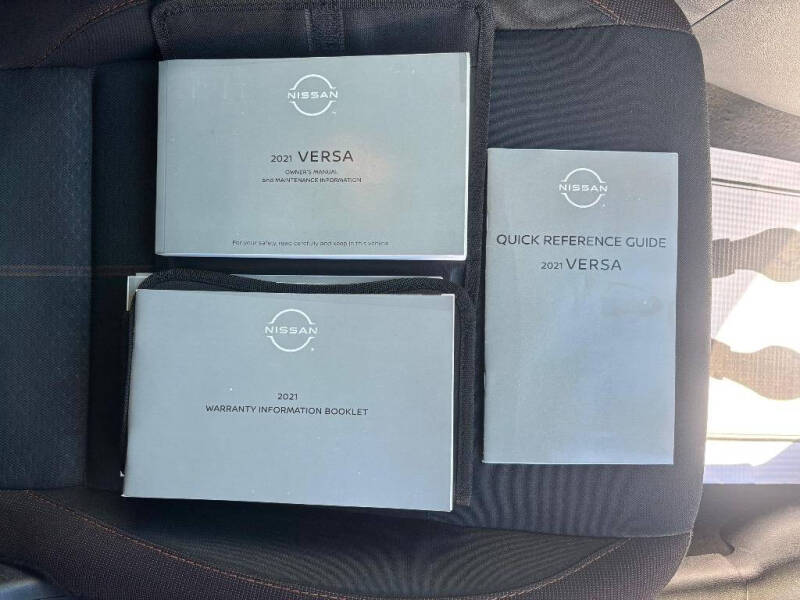 NISSAN
2021 VERSA
OWNER'S MANUAL
and MAINTENANCE INFORMATION
For your safety, read carefully and keep in this vehicle.
NISSAN
QUICK REFERENCE GUIDE
2021 VERSA
NISSAN
2021
WARRANTY INFORMATION BOOKLET